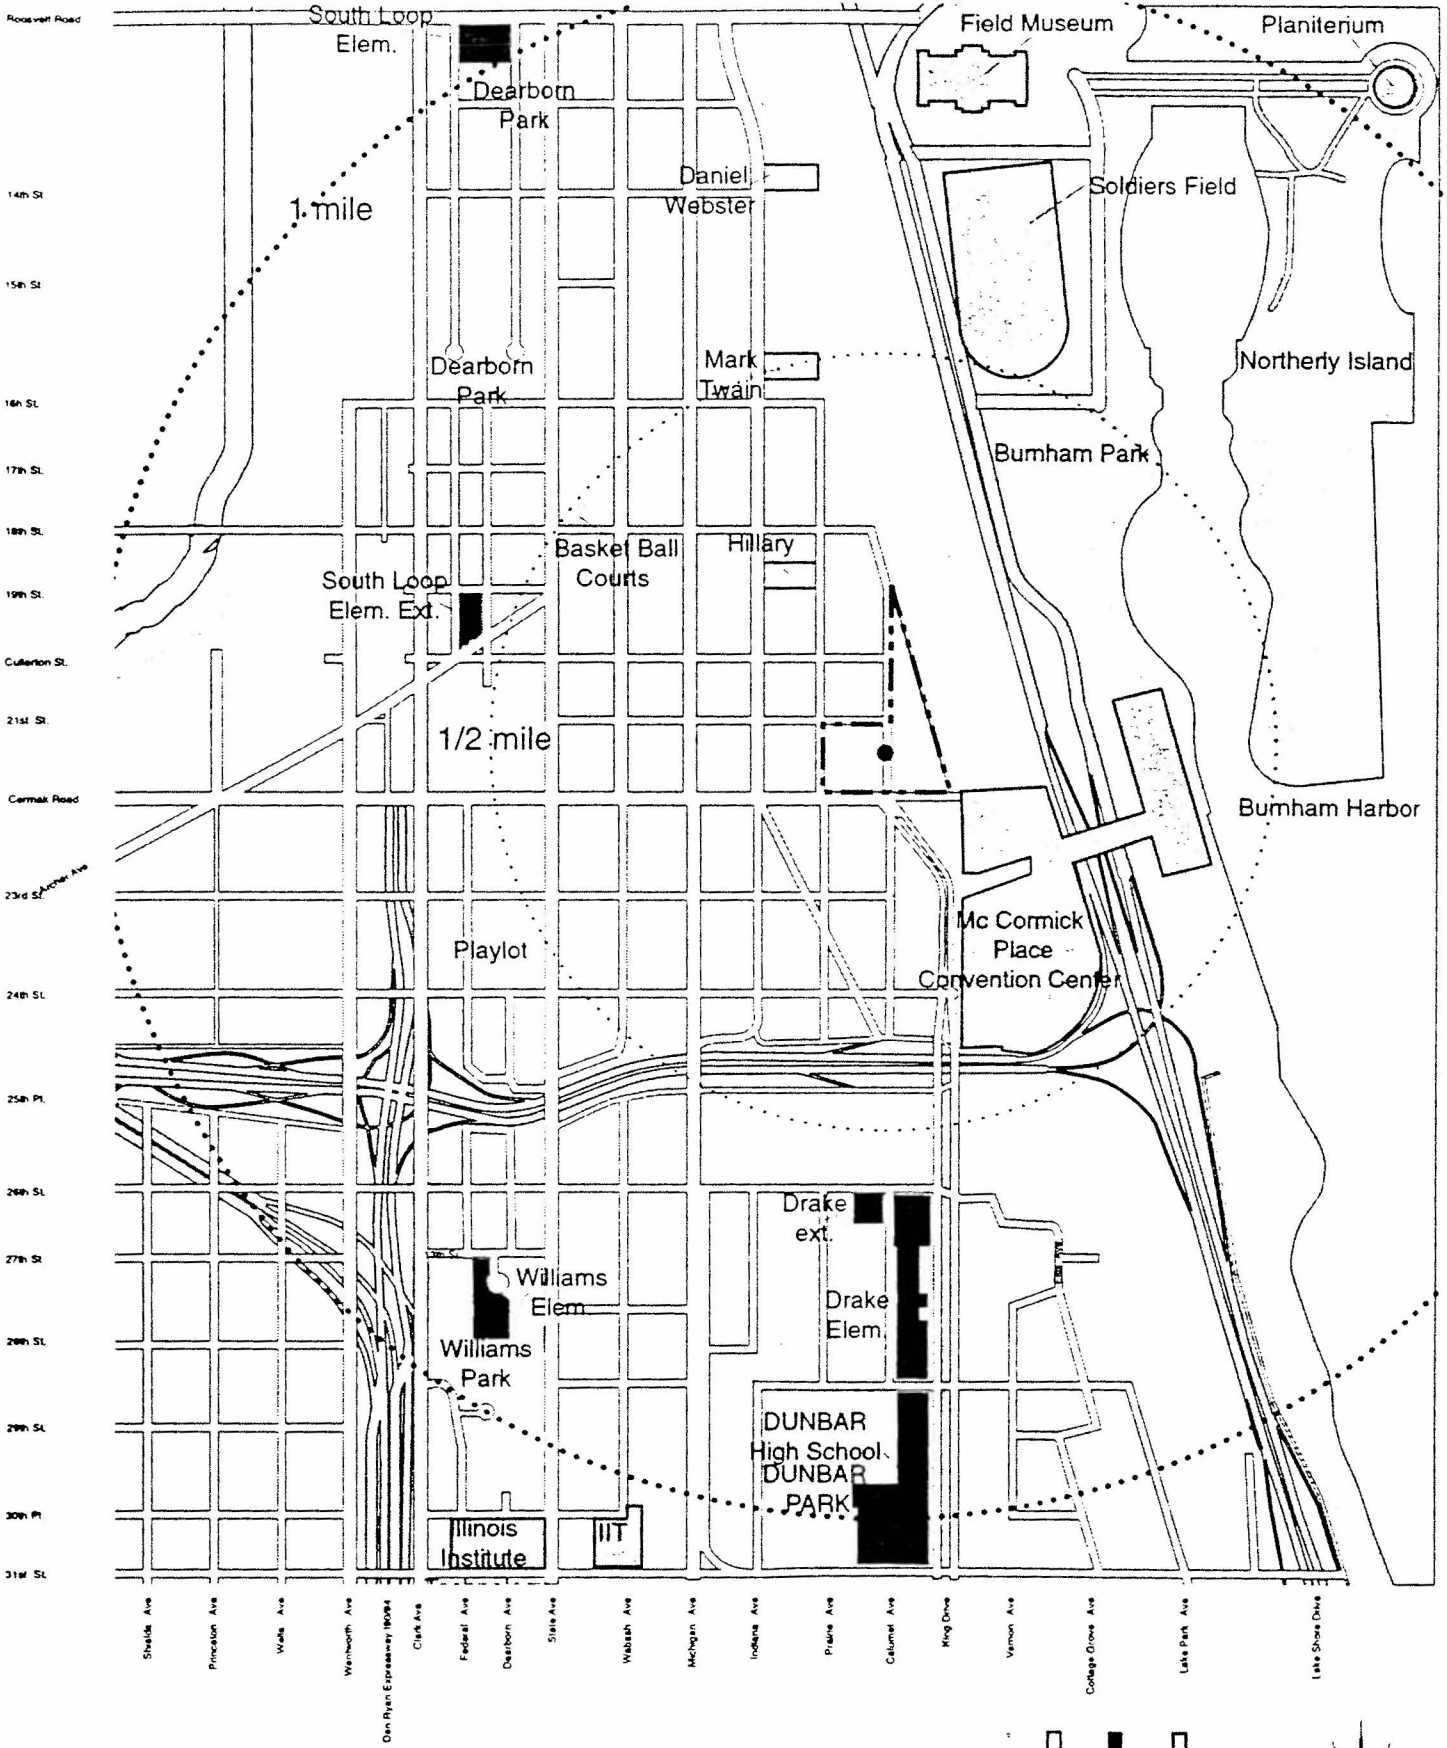 Roosvelt Road
South Loop
Elem.
Field Museum
Planiterium
Dearborn
Park
Daniel
Webster
Soldiers Field
14th St
1 mile
15th St.
Mark
Twain
Northerly Island
Dearborn
Park
16h St.
Burnham Park
17th St.
18th St.
Basket Ball
Courts
Hillary
South Loop
Elem. Ext.
19th St.
Cullerton St.
21st St.
1/2 mile
Cermak Road
Burnham Harbor
Archer Ave
23rd St.
Mc Cormick
Place
Convention Center
Playlot
24th St.
25th Pl.
26th St.
Drake
ext.
27th St
Williams
Elem
Drake
Elem.
28th St.
Williams
Park
DUNBAR
High School
DUNBAR
PARK
29th St.
30th Pl
Illinois
Institute
IIT
31st St.
Shields Ave
Princeton Ave
Wells Ave
Wentworth Ave
Dan Ryan Expressway I90/94
Clark Ave
Federal Ave
Dearborn Ave
State Ave
Wabash Ave
Michigan Ave
Indiana Ave
Prairie Ave
Calumet Ave
King Drive
Vernon Ave
Cottage Grove Ave
Lake Park Ave
Lake Shore Drive